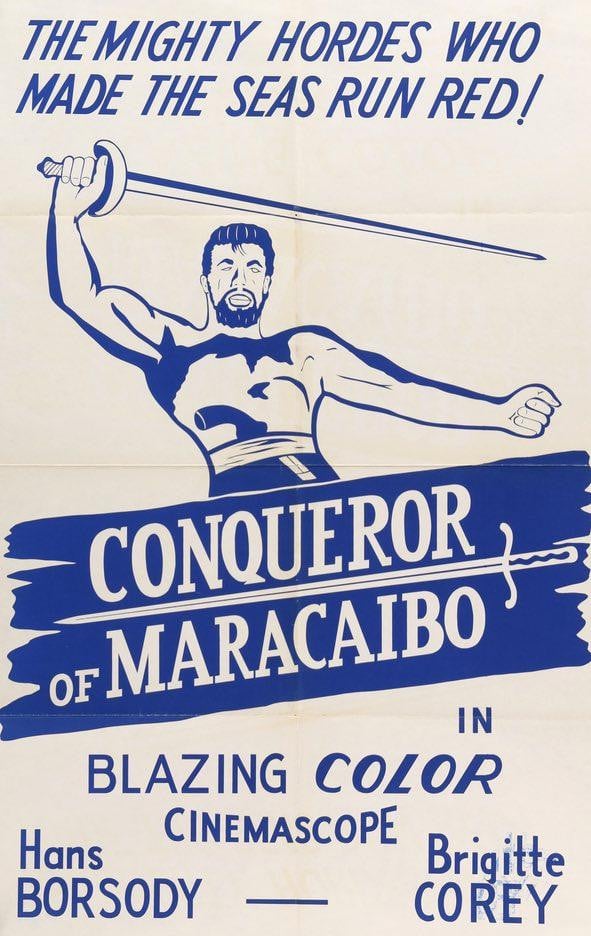 THE MIGHTY HORDES WHO
MADE THE SEAS RUN RED!
CONQUEROR
OF MARACAIBO
IN
BLAZING COLOR
CINEMASCOPE
Hans
BORSODY
Brigitte
COREY